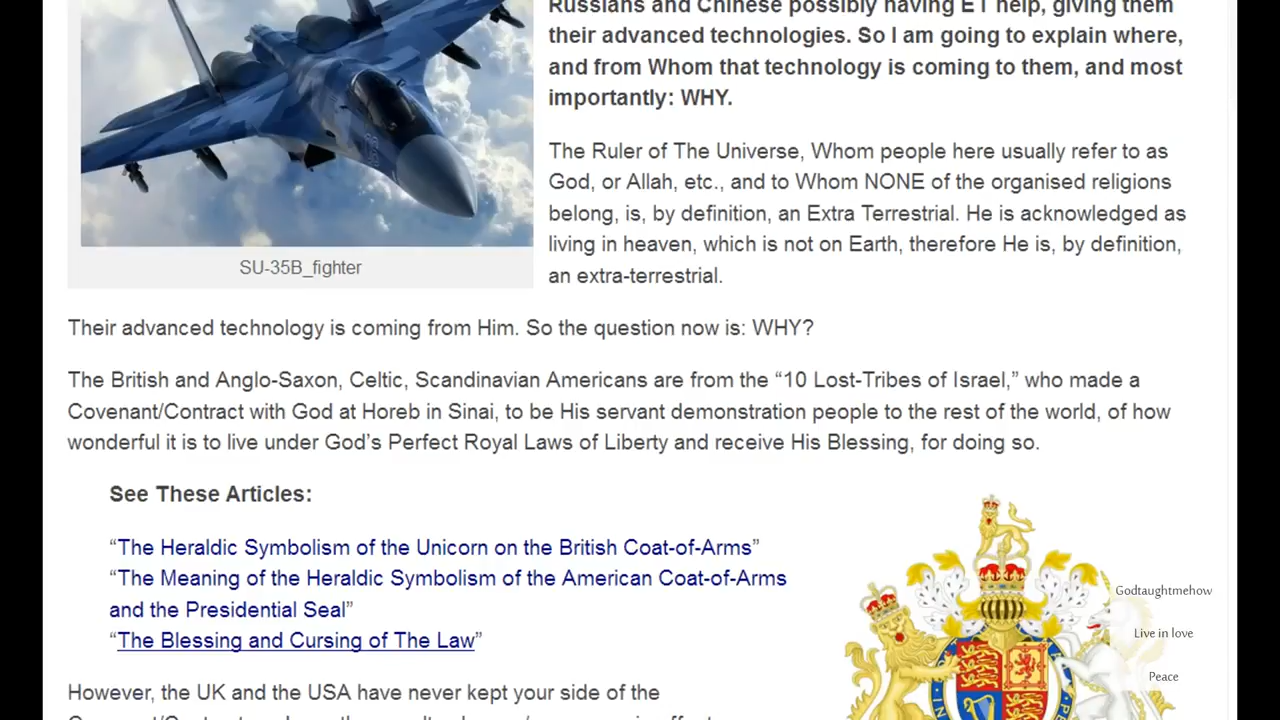 Russians and Chinese possibly having ET help, giving them
their advanced technologies. So I am going to explain where,
and from Whom that technology is coming to them, and most
importantly: WHY.
The Ruler of The Universe, Whom people here usually refer to as
God, or Allah, etc., and to Whom NONE of the organised religions
belong, is, by definition, an Extra Terrestrial. He is acknowledged as
living in heaven, which is not on Earth, therefore He is, by definition,
an extra-terrestrial.
SU-35B_fighter
Their advanced technology is coming from Him. So the question now is: WHY?
The British and Anglo-Saxon, Celtic, Scandinavian Americans are from the “10 Lost-Tribes of Israel,” who made a
Covenant/Contract with God at Horeb in Sinai, to be His servant demonstration people to the rest of the world, of how
wonderful it is to live under God’s Perfect Royal Laws of Liberty and receive His Blessing, for doing so.
See These Articles:
“The Heraldic Symbolism of the Unicorn on the British Coat-of-Arms”
“The Meaning of the Heraldic Symbolism of the American Coat-of-Arms
and the Presidential Seal”
“The Blessing and Cursing of The Law”
However, the UK and the USA have never kept your side of the
Godtaughtmehow
Live in love
Peace